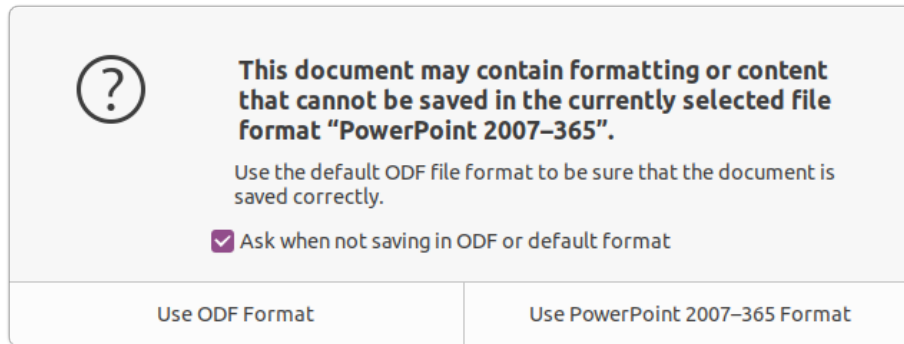 This document may contain formatting or content
that cannot be saved in the currently selected file
format “PowerPoint 2007–365”.
Use the default ODF file format to be sure that the document is
saved correctly.
Ask when not saving in ODF or default format
Use ODF Format
Use PowerPoint 2007–365 Format